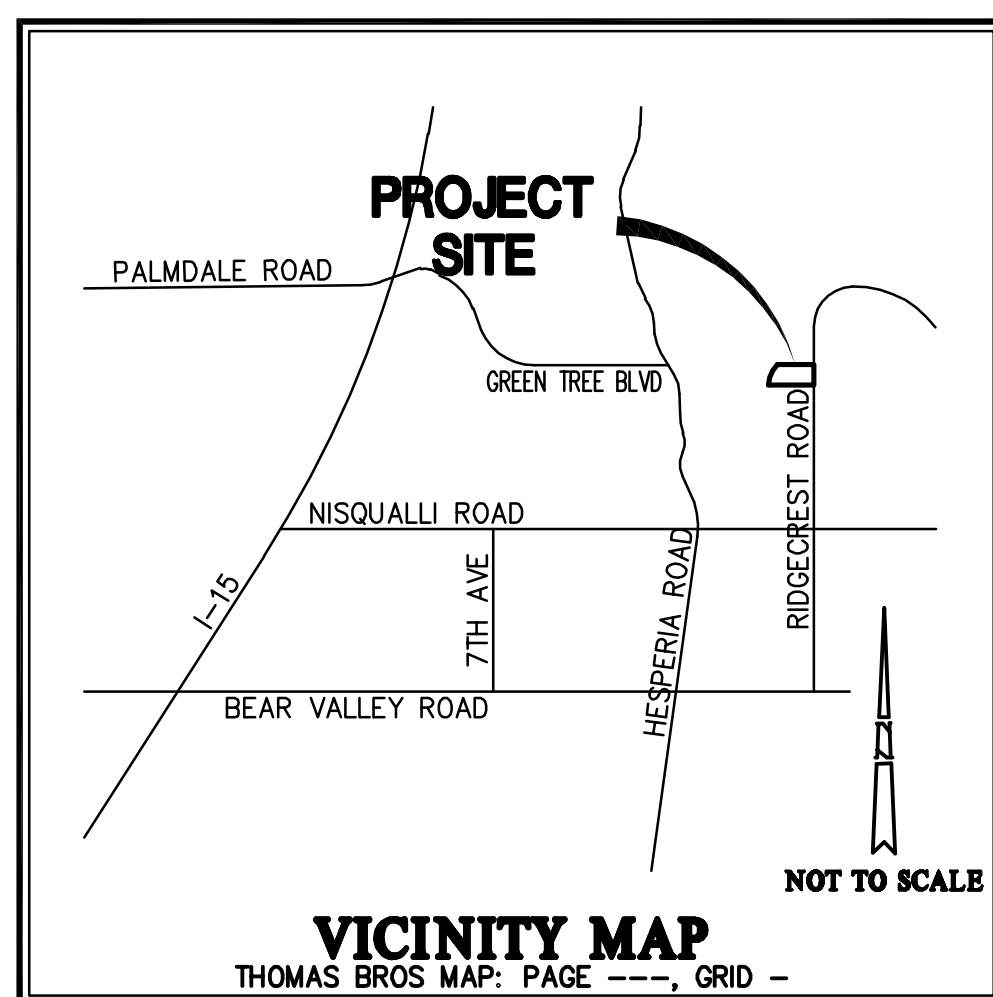 PROJECT
SITE
PALMDALE ROAD
GREEN TREE BLVD
RIDGECREST ROAD
NISQUALLI ROAD
I-15
7TH AVE
HESPERIA ROAD
BEAR VALLEY ROAD
N
NOT TO SCALE
VICINITY MAP
THOMAS BROS MAP: PAGE ---, GRID -